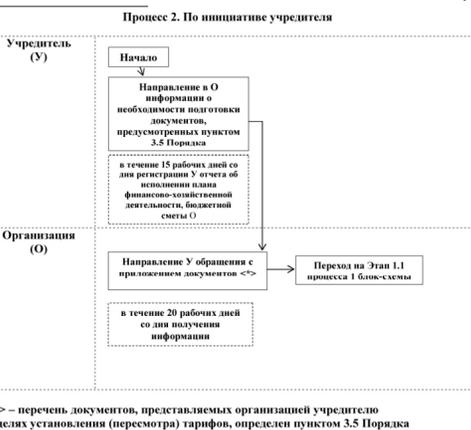 Процесс 2. По инициативе учредителя
Учредитель
(У)
Начало
Направление в О
информации о
необходимости подготовки
документов,
предусмотренных пунктом
3.5 Порядка
в течение 15 рабочих дней со
дня регистрации У отчета об
исполнении плана
финансово-хозяйственной
деятельности, бюджетной
сметы О
Организация
(О)
Направление У обращения с
приложением документов <*>
Переход на Этап 1.1
процесса 1 блок-схемы
в течение 20 рабочих дней
со дня получения
информации
> – перечень документов, представляемых организацией учредителю
целях установления (пересмотра) тарифов, определен пунктом 3.5 Порядка